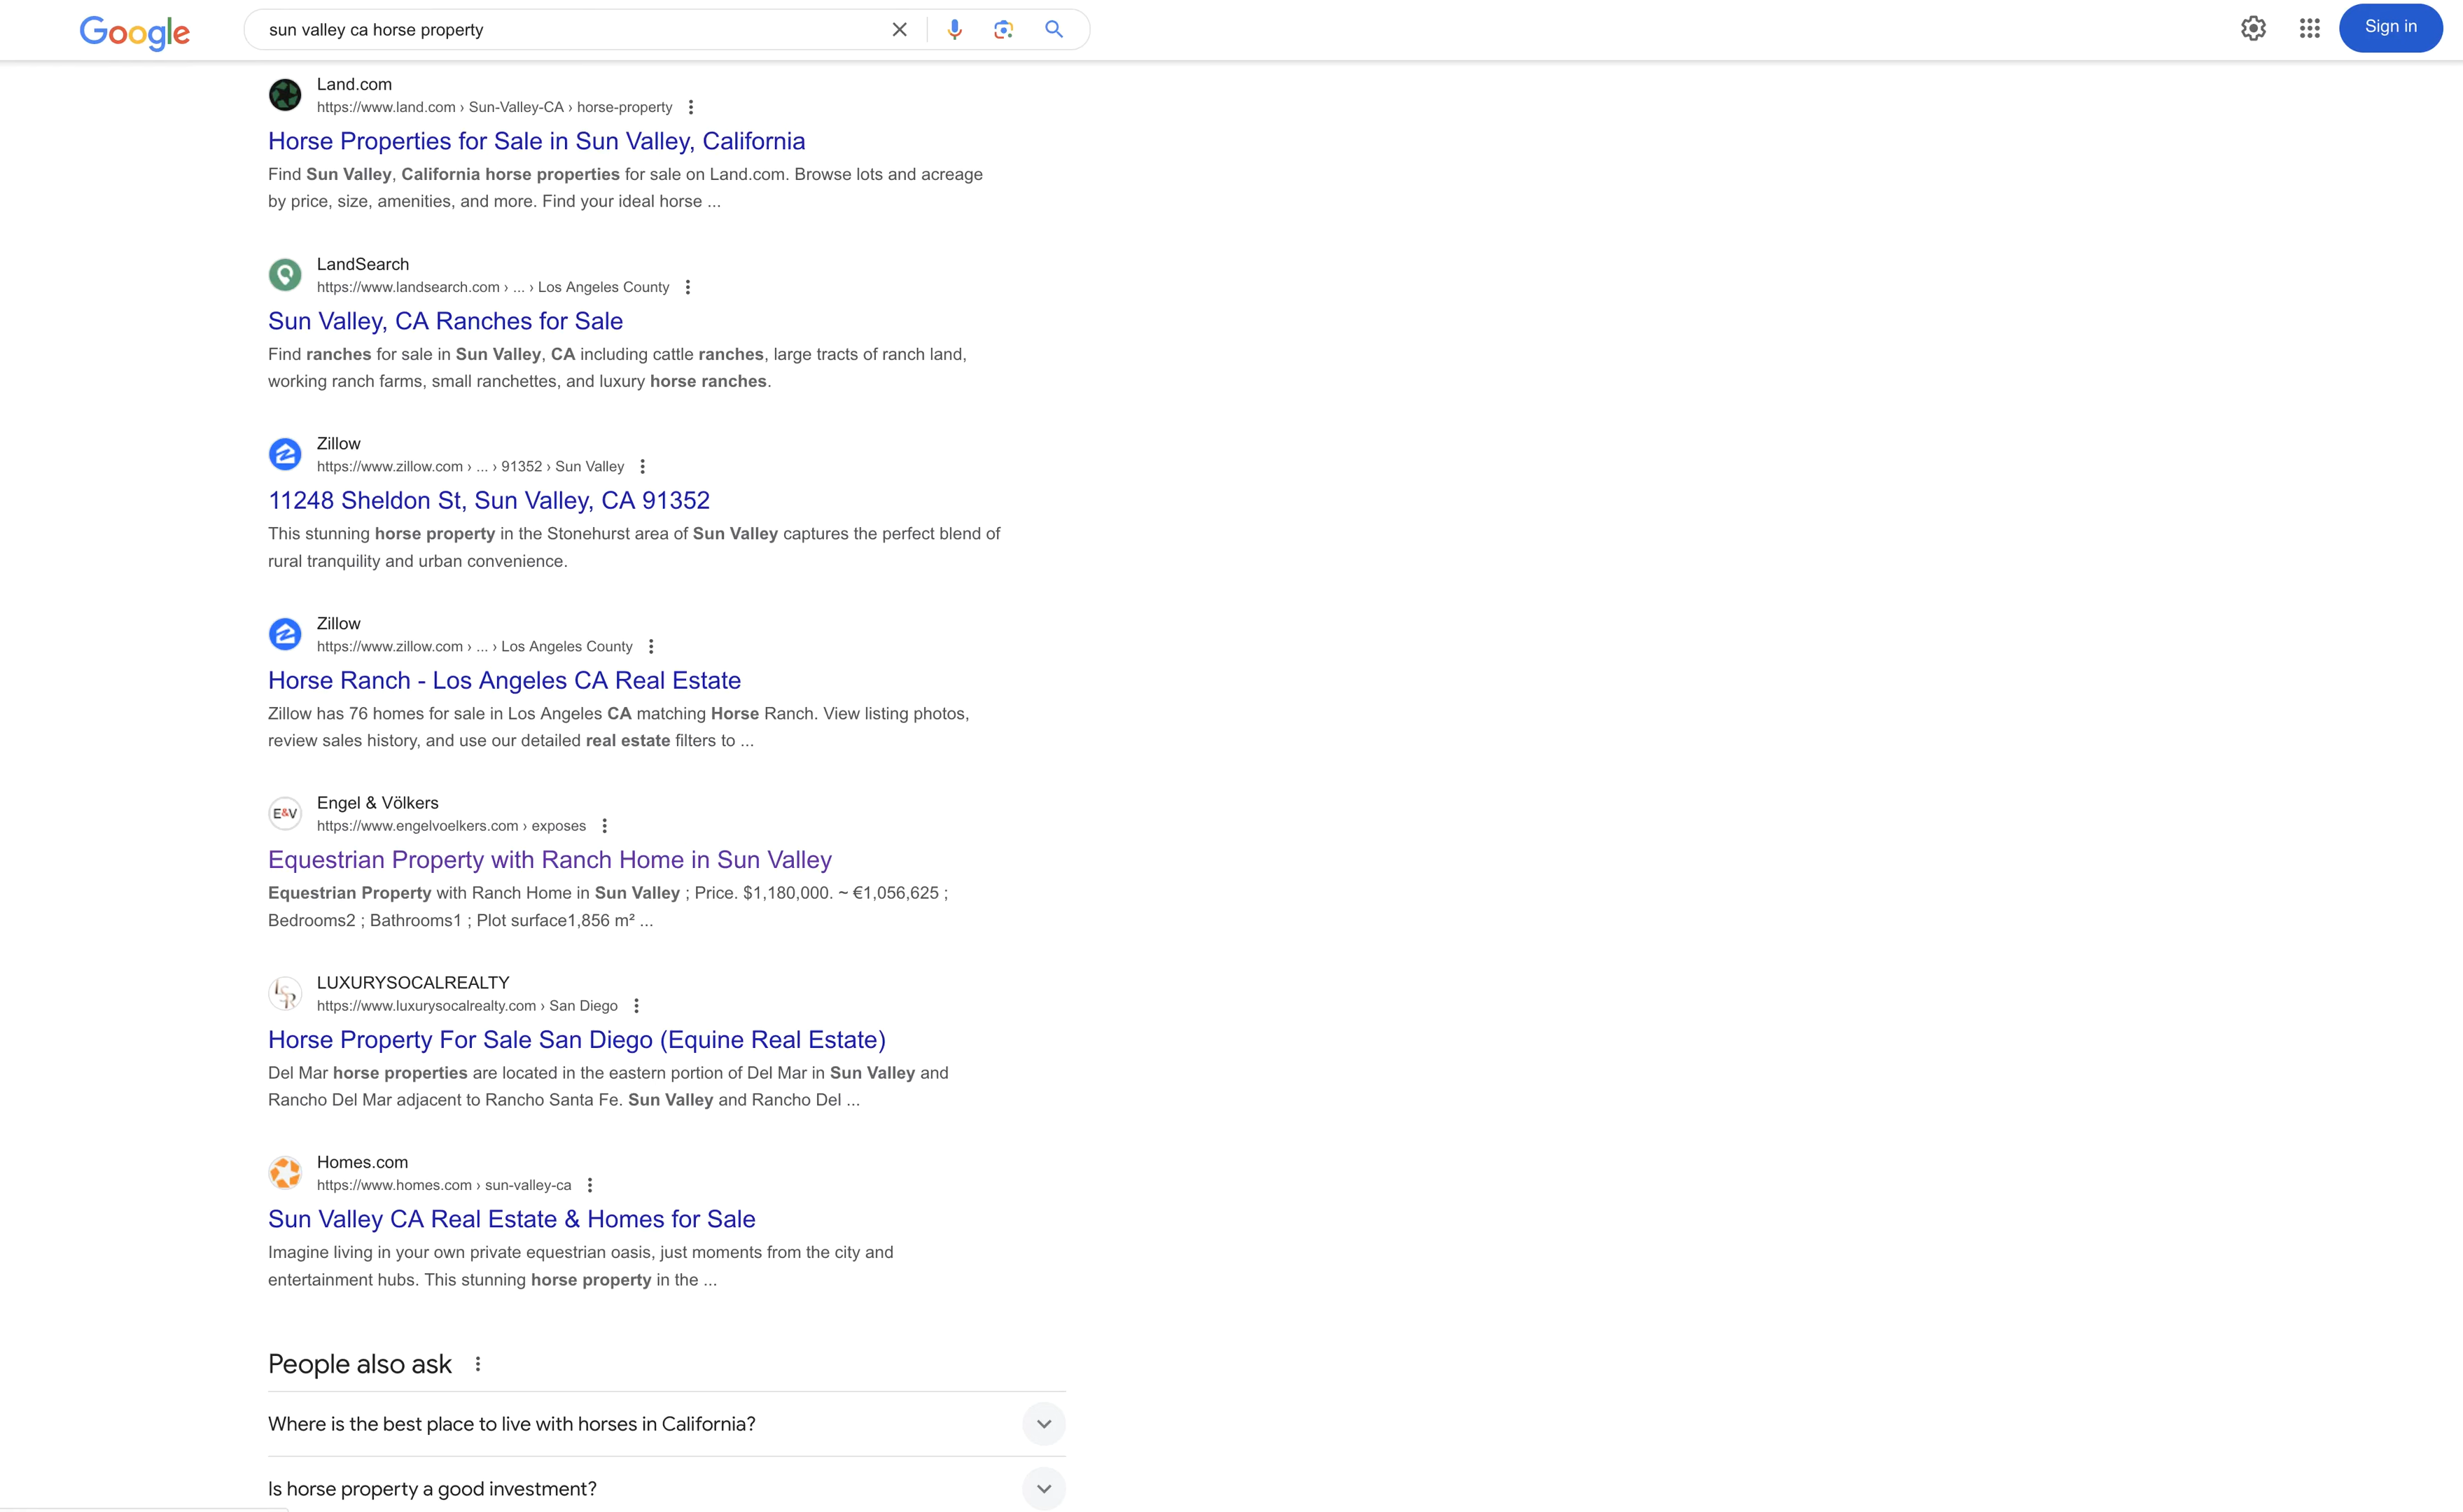 Google
sun valley ca horse property
Sign in
Land.com
https://www.land.com › Sun-Valley-CA › horse-property
Horse Properties for Sale in Sun Valley, California
Find Sun Valley, California horse properties for sale on Land.com. Browse lots and acreage
by price, size, amenities, and more. Find your ideal horse ...
LandSearch
https://www.landsearch.com › ... › Los Angeles County
Sun Valley, CA Ranches for Sale
Find ranches for sale in Sun Valley, CA including cattle ranches, large tracts of ranch land,
working ranch farms, small ranchettes, and luxury horse ranches.
Zillow
https://www.zillow.com › ... › 91352 › Sun Valley
11248 Sheldon St, Sun Valley, CA 91352
This stunning horse property in the Stonehurst area of Sun Valley captures the perfect blend of
rural tranquility and urban convenience.
Zillow
https://www.zillow.com › ... › Los Angeles County
Horse Ranch - Los Angeles CA Real Estate
Zillow has 76 homes for sale in Los Angeles CA matching Horse Ranch. View listing photos,
review sales history, and use our detailed real estate filters to ...
E&V
Engel & Völkers
https://www.engelvoelkers.com › exposes
Equestrian Property with Ranch Home in Sun Valley
Equestrian Property with Ranch Home in Sun Valley ; Price. $1,180,000. ~ €1,056,625 ;
Bedrooms2 ; Bathrooms1 ; Plot surface1,856 m² ...
LSR
LUXURYSOCALREALTY
https://www.luxurysocalrealty.com › San Diego
Horse Property For Sale San Diego (Equine Real Estate)
Del Mar horse properties are located in the eastern portion of Del Mar in Sun Valley and
Rancho Del Mar adjacent to Rancho Santa Fe. Sun Valley and Rancho Del ...
Homes.com
https://www.homes.com › sun-valley-ca
Sun Valley CA Real Estate & Homes for Sale
Imagine living in your own private equestrian oasis, just moments from the city and
entertainment hubs. This stunning horse property in the ...
People also ask
Where is the best place to live with horses in California?
Is horse property a good investment?